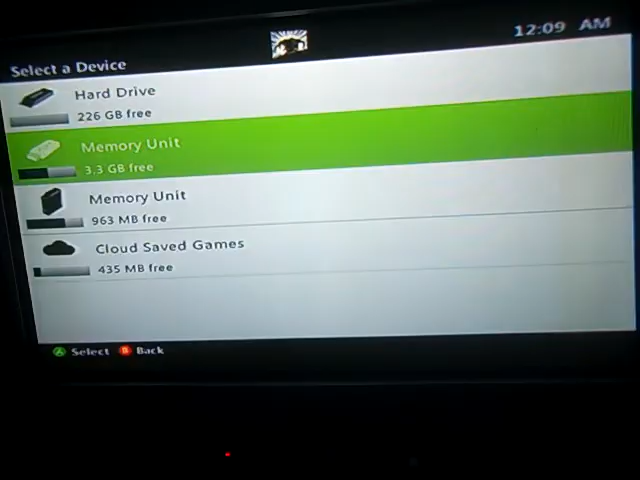 12:09 AM
Select a Device
Hard Drive
226 GB free
Memory Unit
3.3 GB free
Memory Unit
963 MB free
Cloud Saved Games
435 MB free
A Select B Back